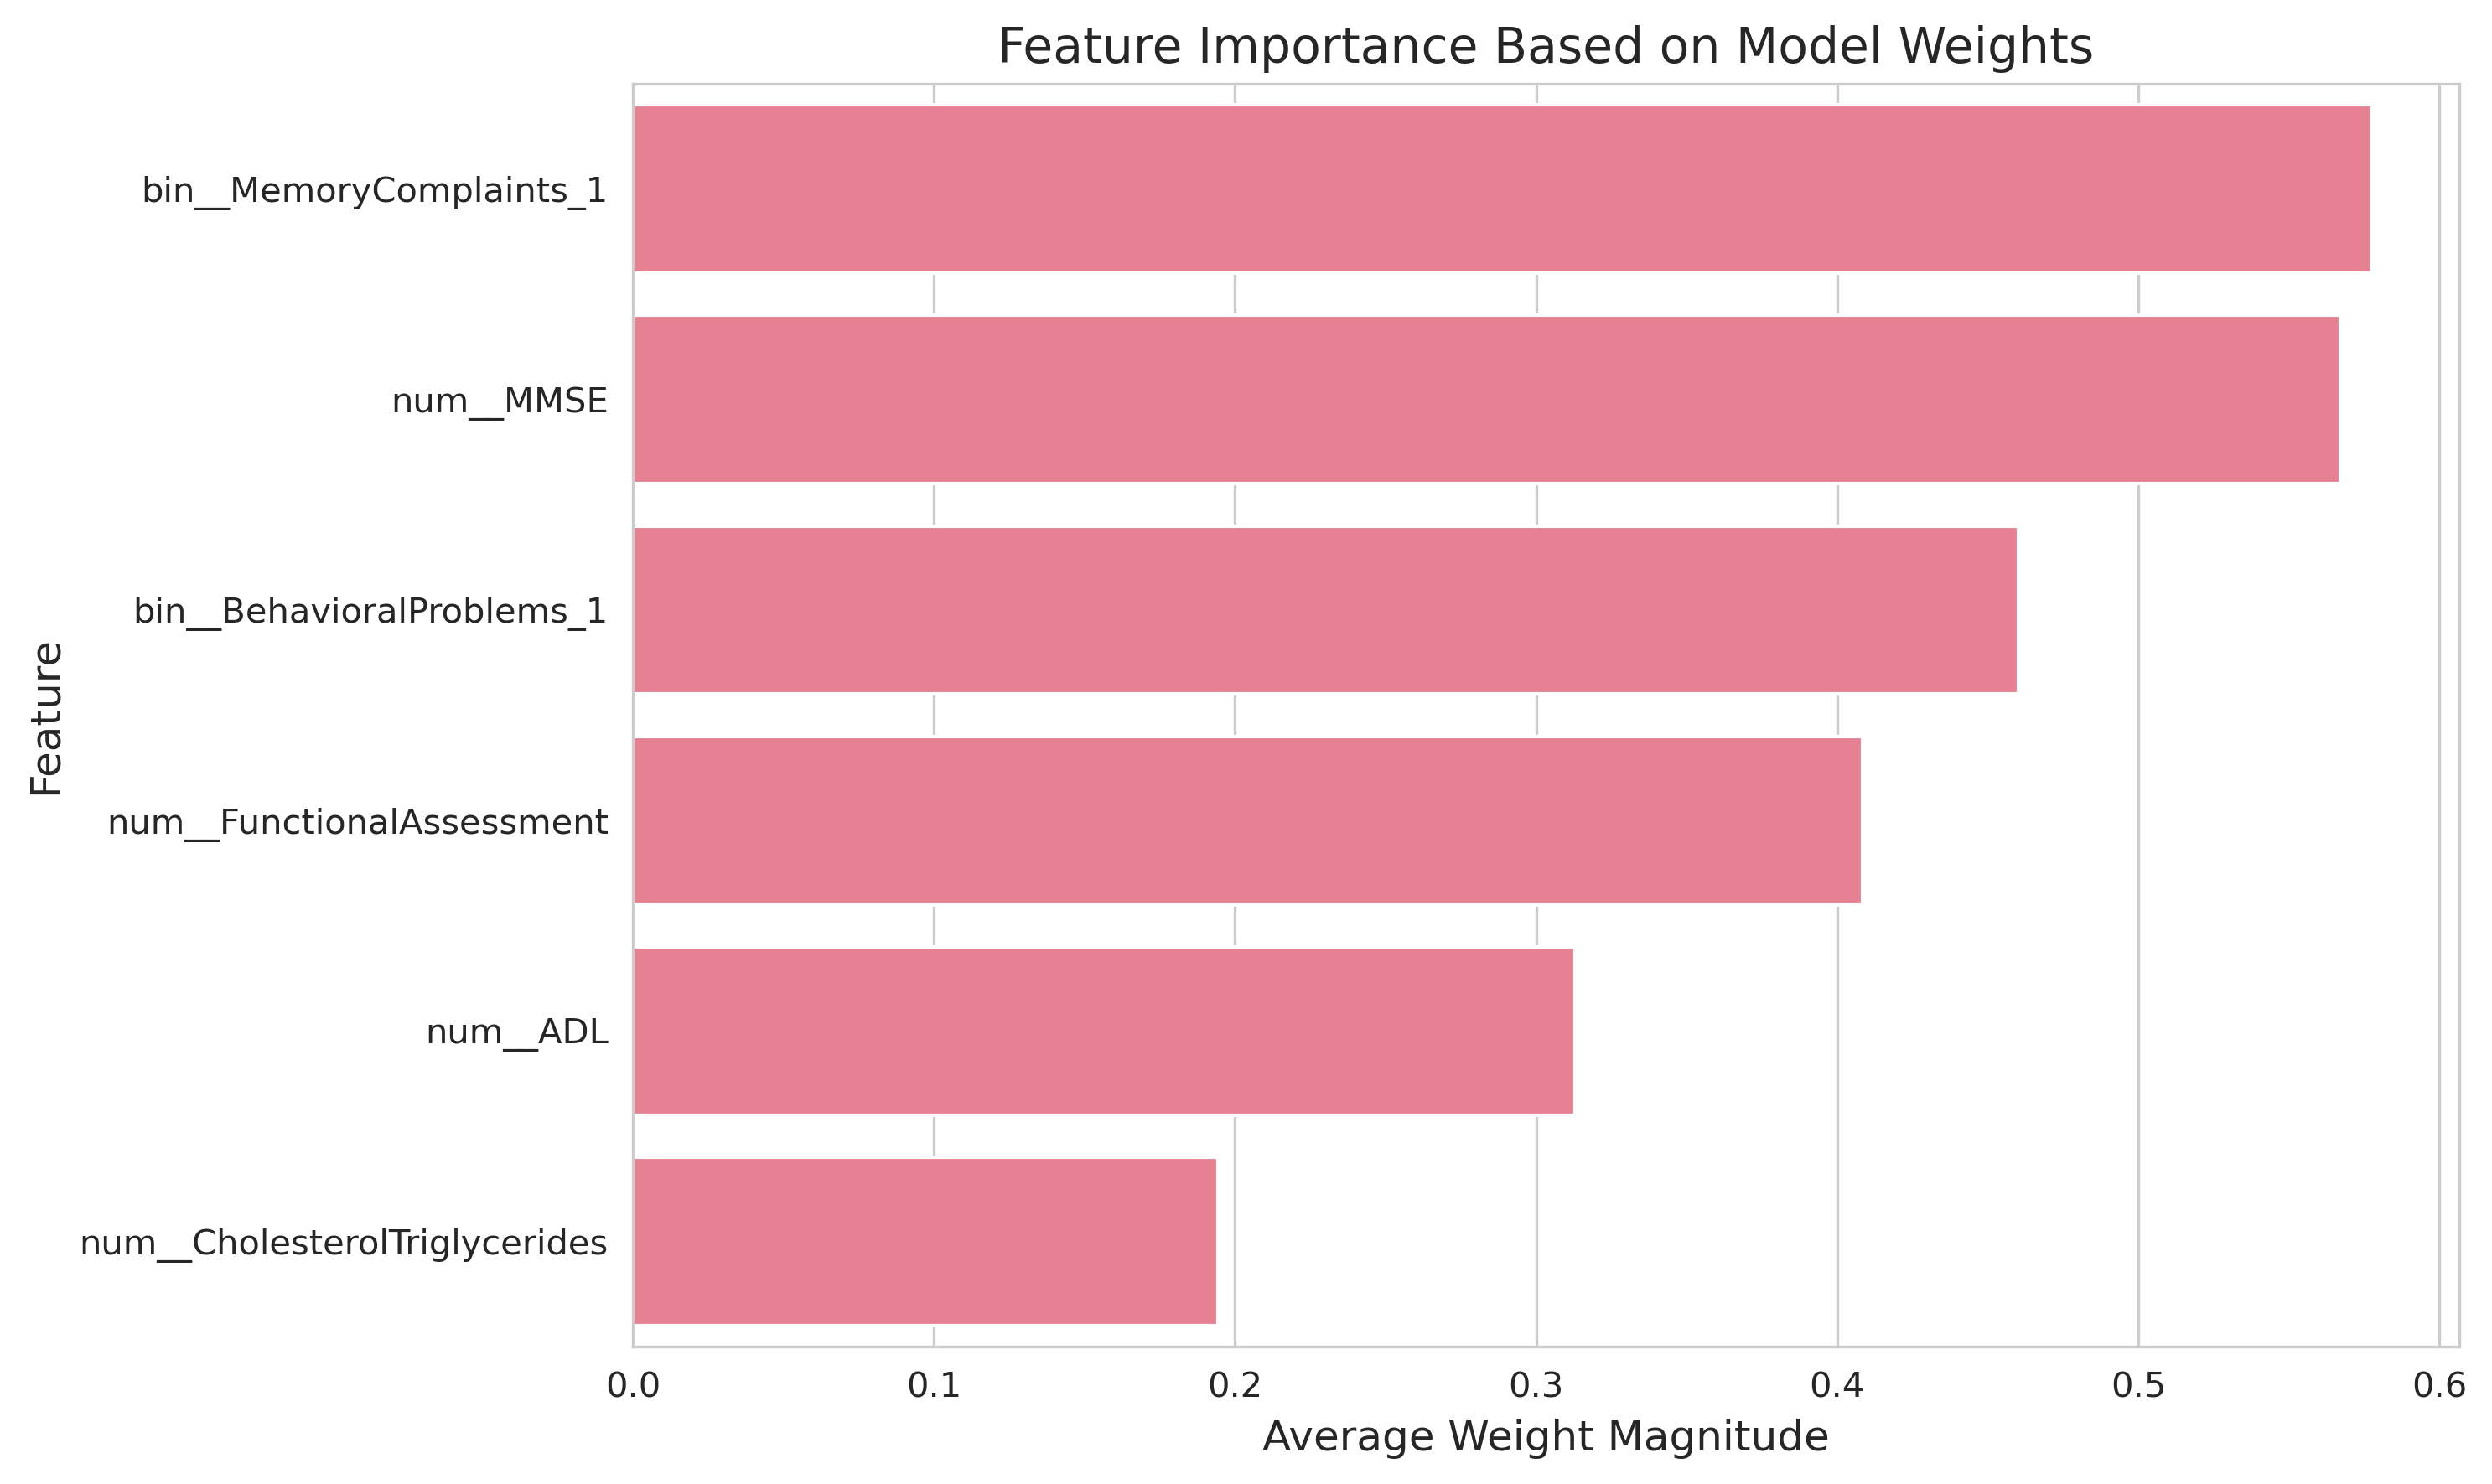 Feature Importance Based on Model Weights
Feature
bin__MemoryComplaints_1
num__MMSE
bin__BehavioralProblems_1
num__FunctionalAssessment
num__ADL
num__CholesterolTriglycerides
0.0 0.1 0.2 0.3 0.4 0.5 0.6
Average Weight Magnitude